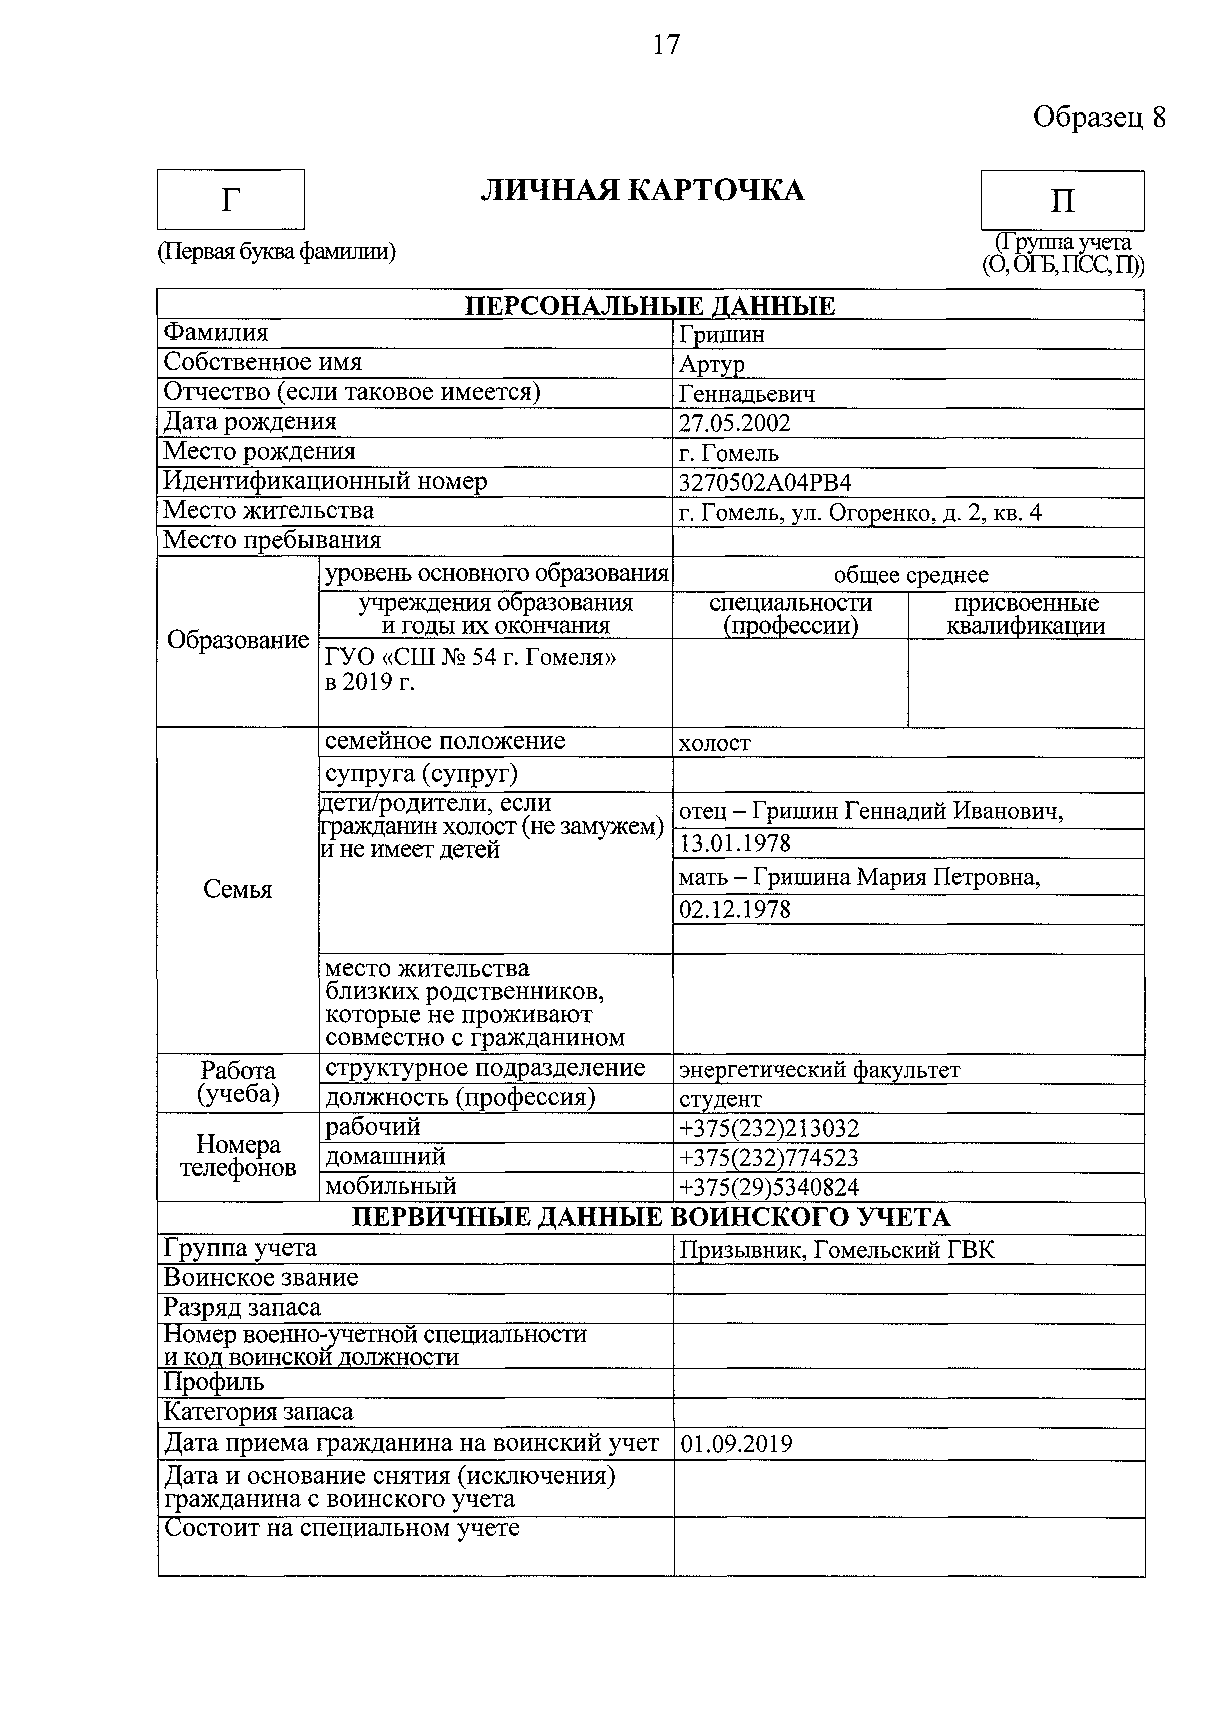 17
Образец 8
Г
ЛИЧНАЯ КАРТОЧКА
П
(Первая буква фамилии)
(Группа учета
(О, ОГБ, ПСС, П))
ПЕРСОНАЛЬНЫЕ ДАННЫЕ
Фамилия Гришин
Собственное имя Артур
Отчество (если таковое имеется) Геннадьевич
Дата рождения 27.05.2002
Место рождения г. Гомель
Идентификационный номер 3270502А04РВ4
Место жительства г. Гомель, ул. Огоренко, д. 2, кв. 4
Место пребывания
Образование
уровень основного образования общее среднее
учреждения образования
и годы их окончания
специальности
(профессии)
присвоенные
квалификации
ГУО «СШ № 54 г. Гомеля»
в 2019 г.
Семья
семейное положение холост
супруга (супруг)
дети/родители, если
гражданин холост (не замужем)
и не имеет детей
отец – Гришин Геннадий Иванович,
13.01.1978
мать – Гришина Мария Петровна,
02.12.1978
место жительства
близких родственников,
которые не проживают
совместно с гражданином
Работа
(учеба)
структурное подразделение энергетический факультет
должность (профессия) студент
Номера
телефонов
рабочий +375(232)213032
домашний +375(232)774523
мобильный +375(29)5340824
ПЕРВИЧНЫЕ ДАННЫЕ ВОИНСКОГО УЧЕТА
Группа учета Призывник, Гомельский ГВК
Воинское звание
Разряд запаса
Номер военно-учетной специальности
и код воинской должности
Профиль
Категория запаса
Дата приема гражданина на воинский учет 01.09.2019
Дата и основание снятия (исключения)
гражданина с воинского учета
Состоит на специальном учете